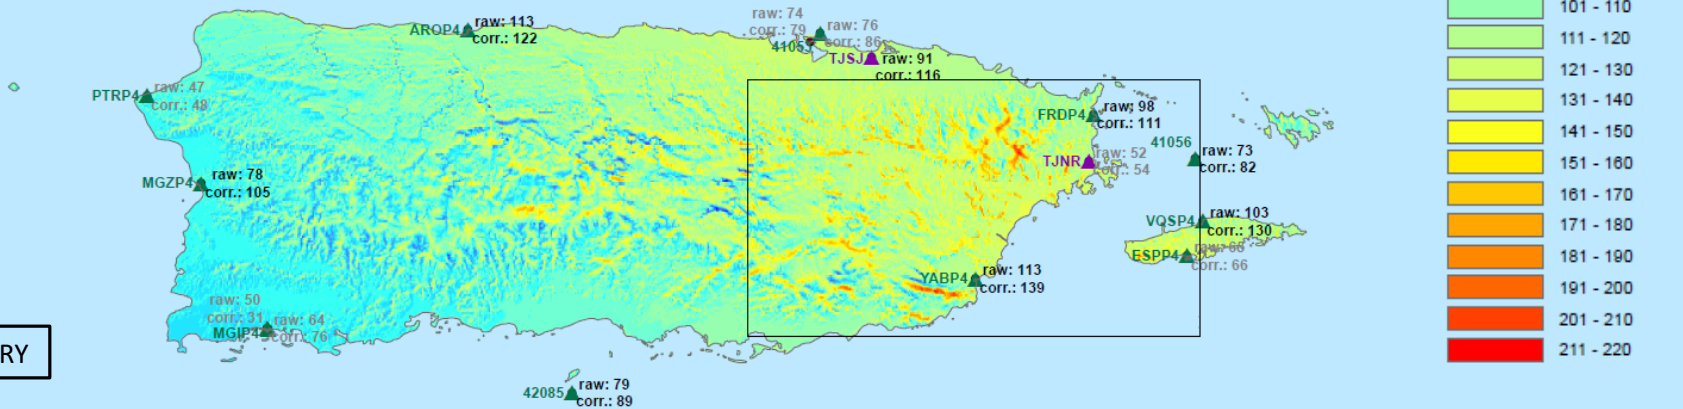 raw: 74
corr.: 79
raw: 76
corr.: 86
41053
TJSJ
raw: 91
corr.: 116
AROP4
raw: 113
corr.: 122
PTRP4
raw: 47
corr.: 48
MGZP4
raw: 78
corr.: 105
FRDP4
raw: 98
corr.: 111
TJNR
raw: 52
corr.: 54
41056
raw: 73
corr.: 82
VQSP4
raw: 103
corr.: 130
ESPP4
corr.: 66
YABP4
raw: 113
corr.: 139
raw: 50
corr.: 31
MGIP4
raw: 64
corr.: 76
RY
42085
raw: 79
corr.: 89
101 - 110
111 - 120
121 - 130
131 - 140
141 - 150
151 - 160
161 - 170
171 - 180
181 - 190
191 - 200
201 - 210
211 - 220